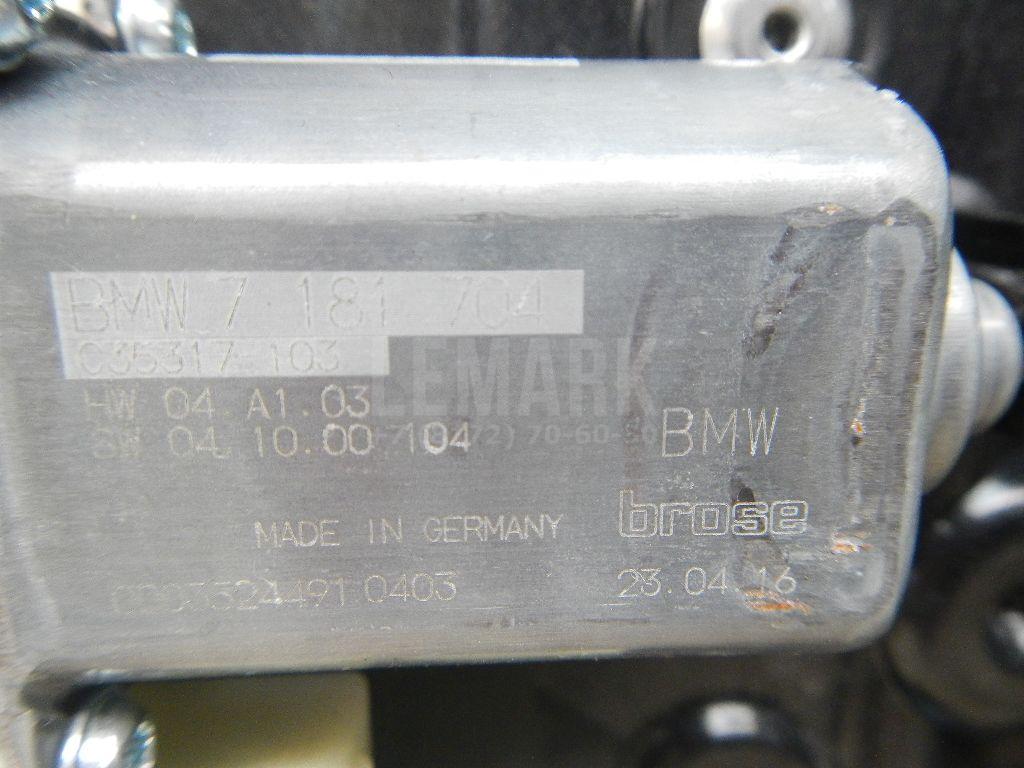 BMW 7 181 704
C35317-103
HW 04.A1.03
SW 04.10.00 104
LEMARK
BMW
brose
MADE IN GERMANY
0403
23.04.16